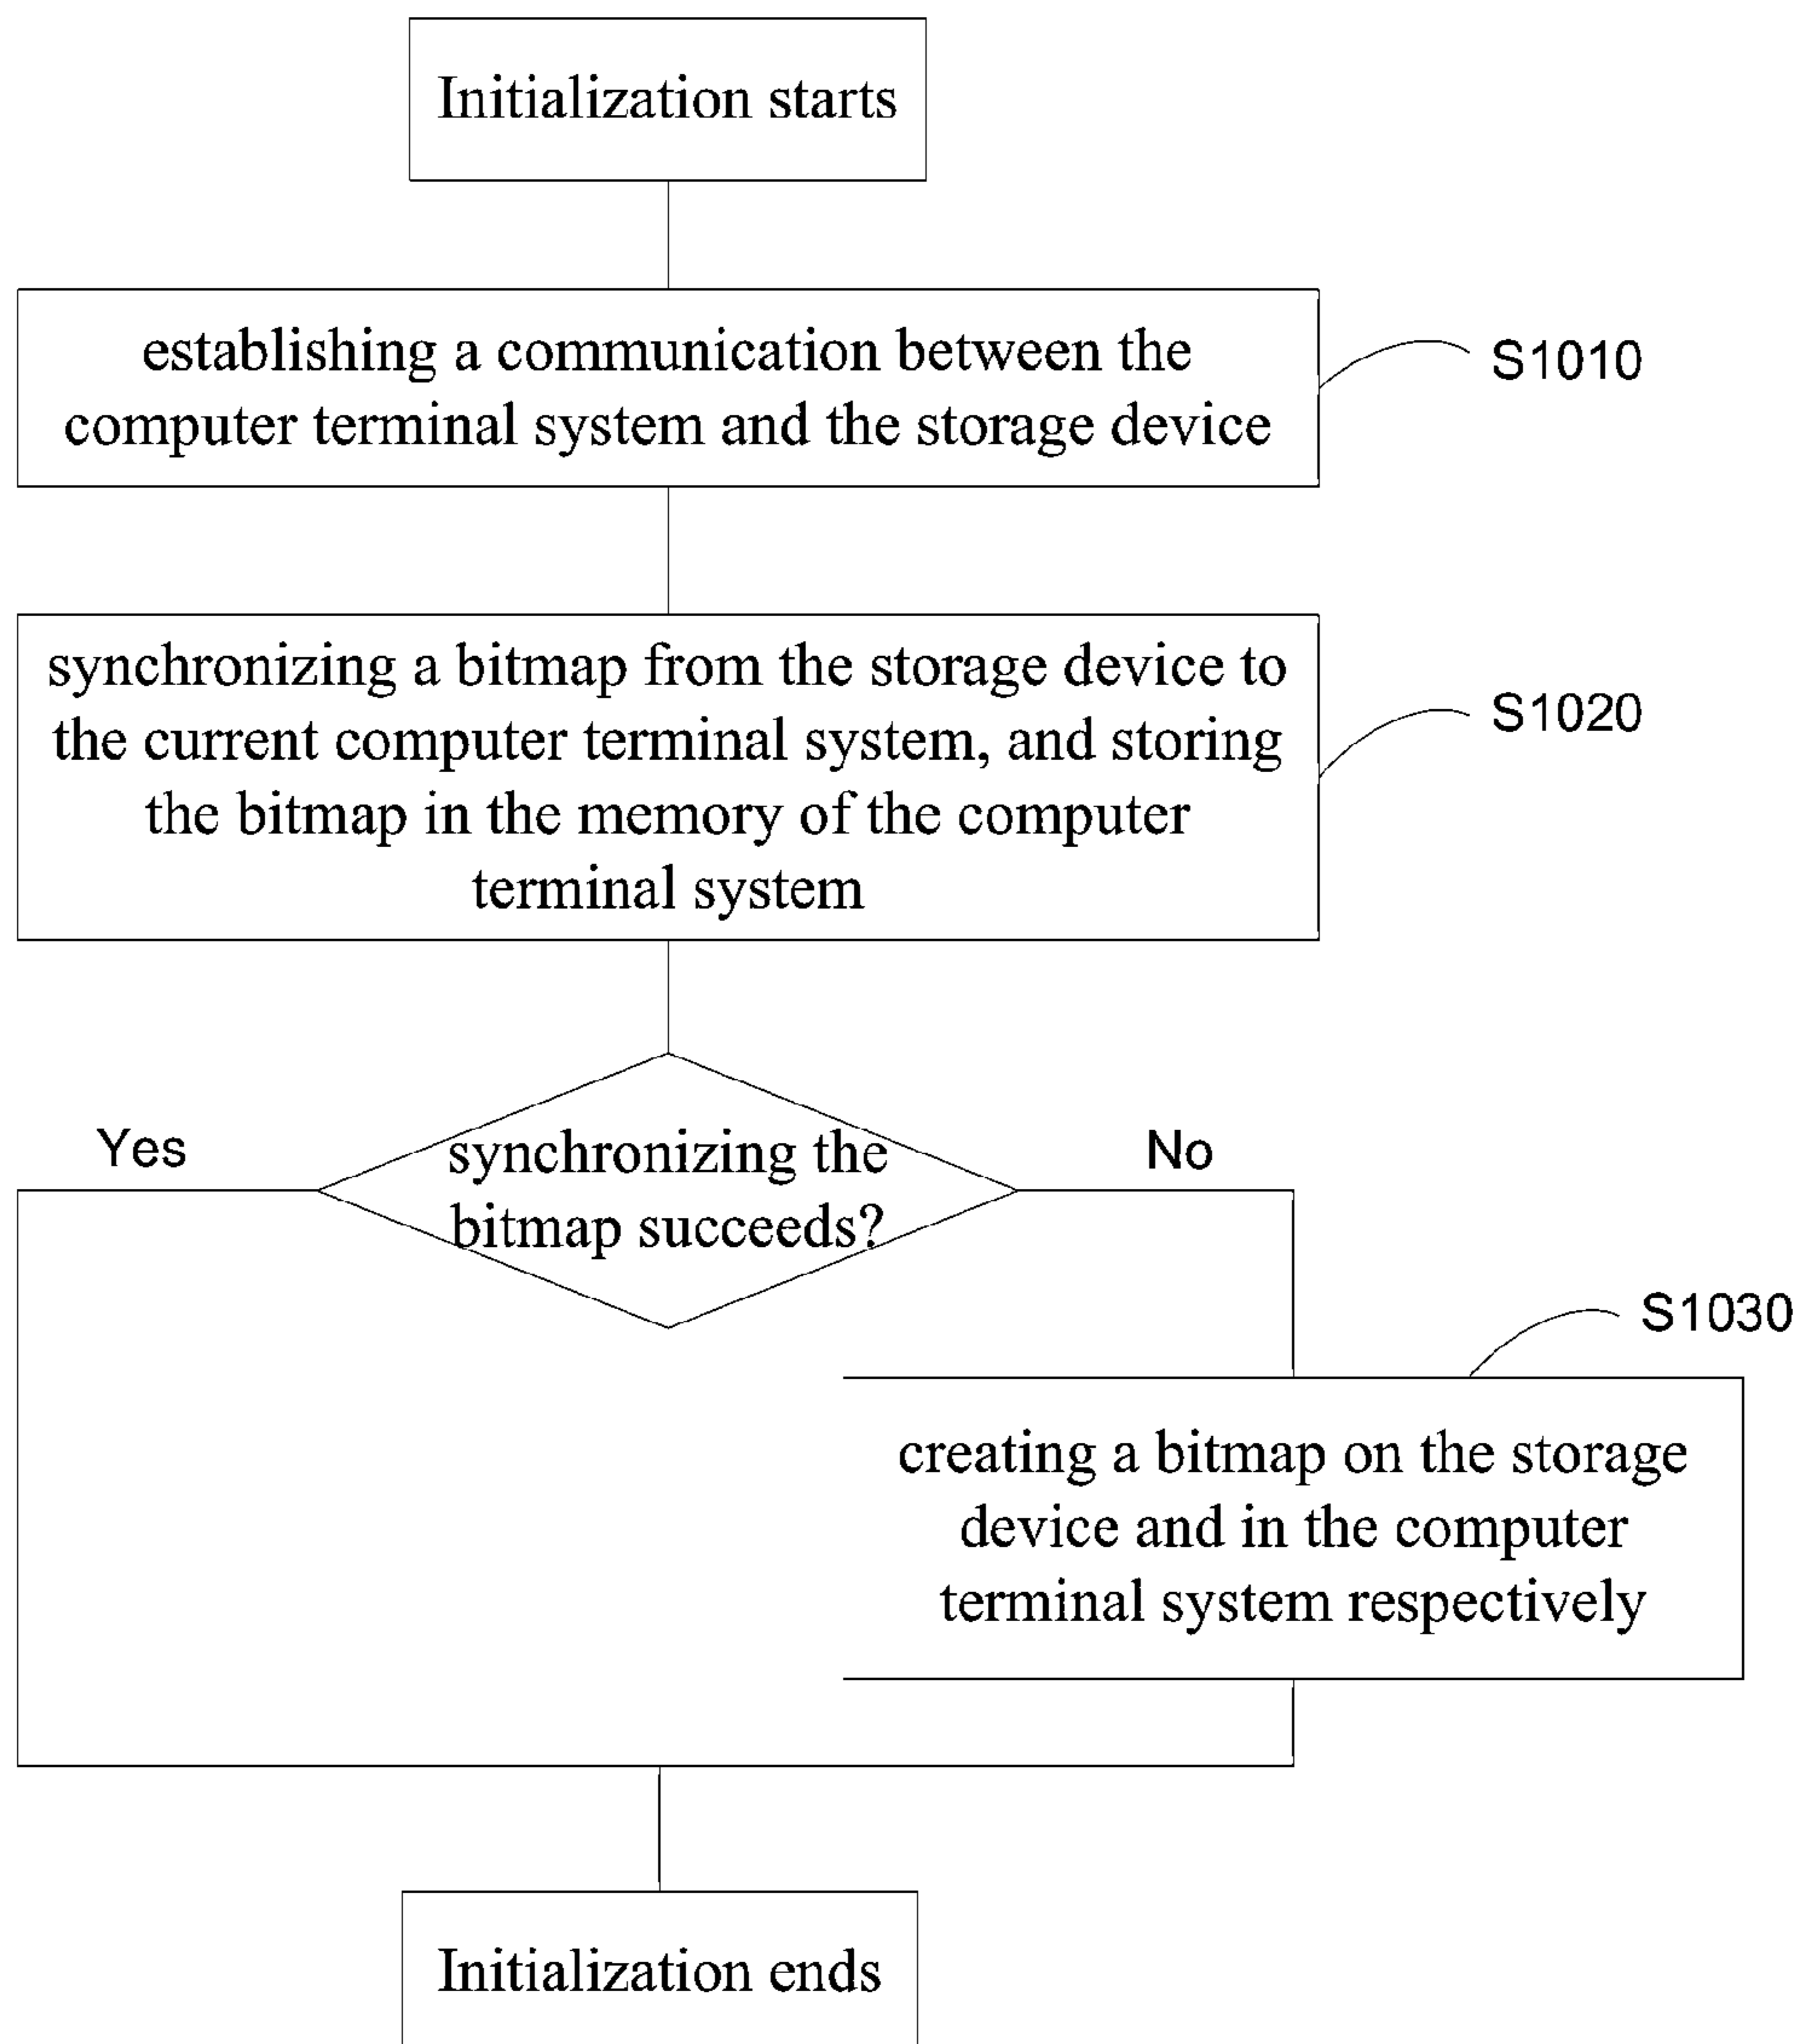 Initialization starts
establishing a communication between the
computer terminal system and the storage device
S1010
synchronizing a bitmap from the storage device to
the current computer terminal system, and storing
the bitmap in the memory of the computer
terminal system
S1020
synchronizing the
bitmap succeeds?
Yes
No
S1030
creating a bitmap on the storage
device and in the computer
terminal system respectively
Initialization ends